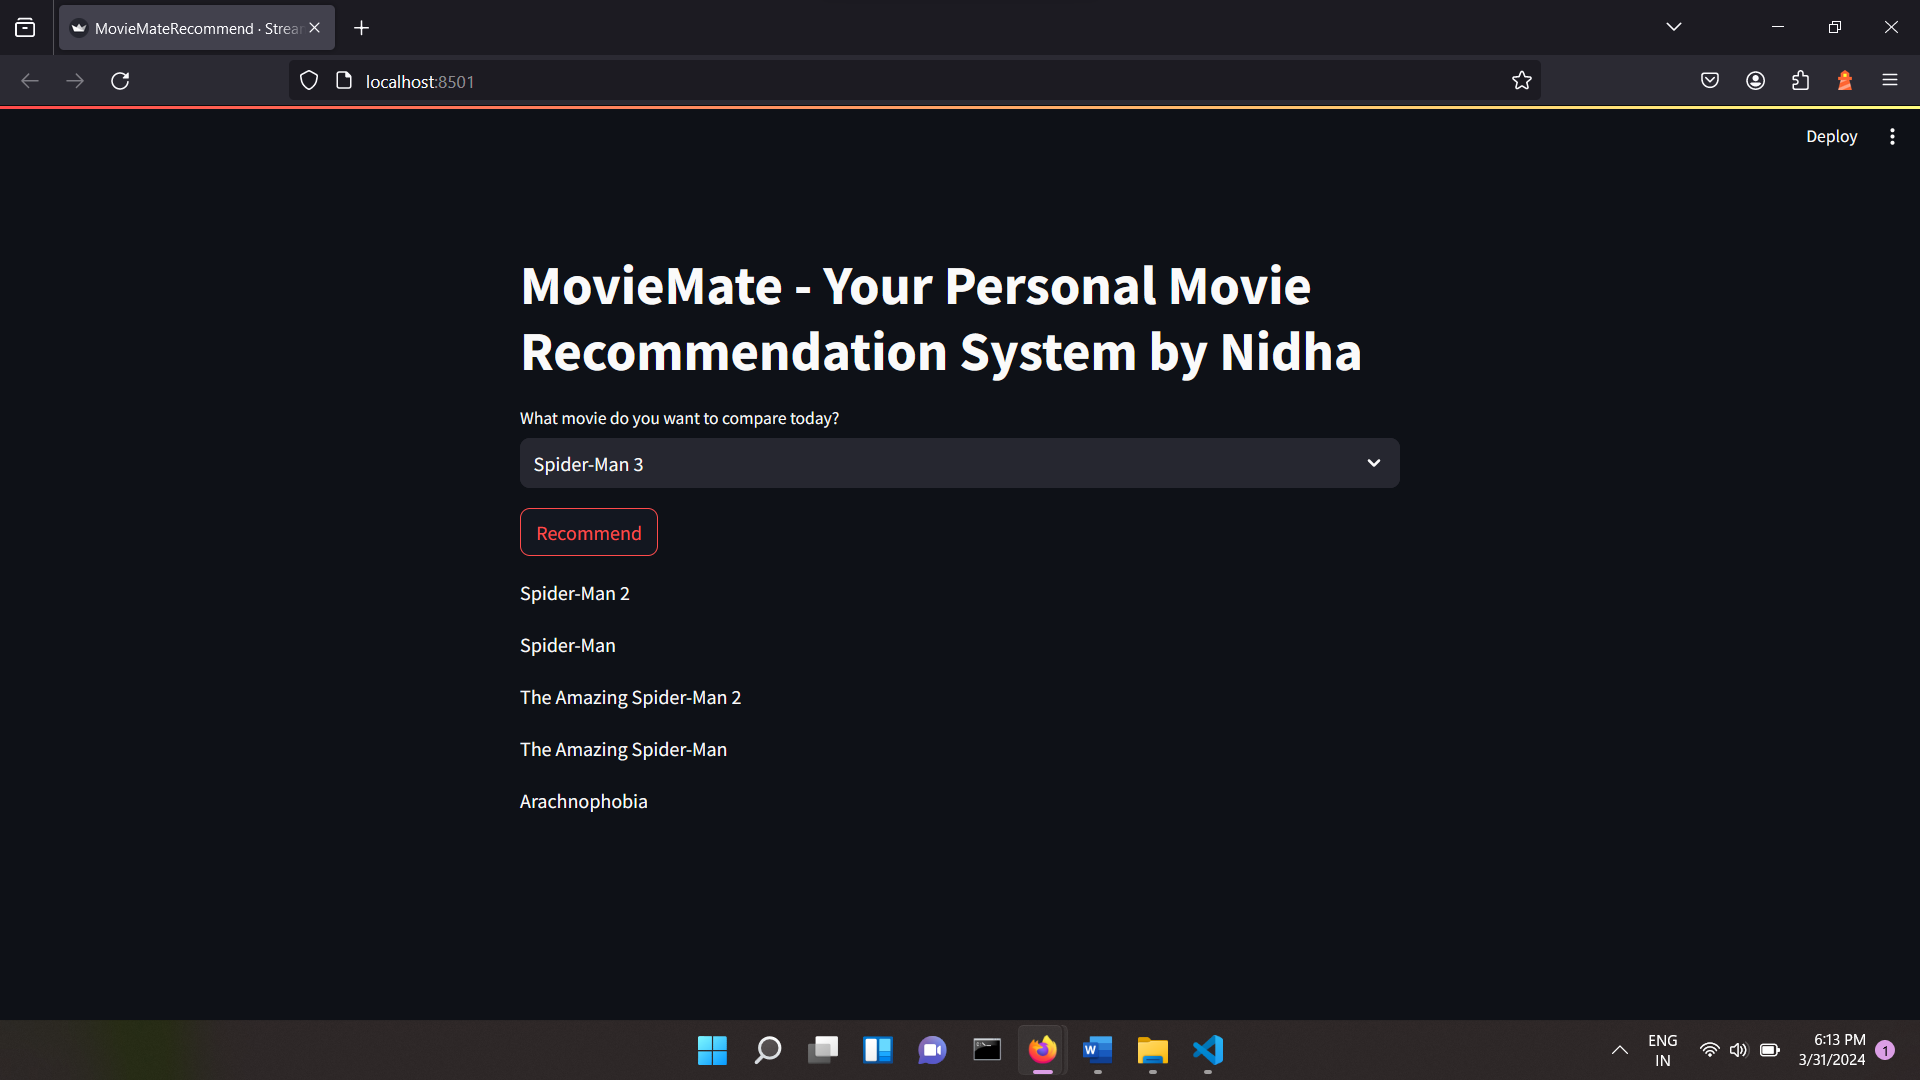 MovieMateRecommend · Strea
localhost:8501
Deploy
MovieMate - Your Personal Movie
Recommendation System by Nidha
What movie do you want to compare today?
Spider-Man 3
Recommend
Spider-Man 2
Spider-Man
The Amazing Spider-Man 2
The Amazing Spider-Man
Arachnophobia
W
ENG
IN
6:13 PM
3/31/2024
1